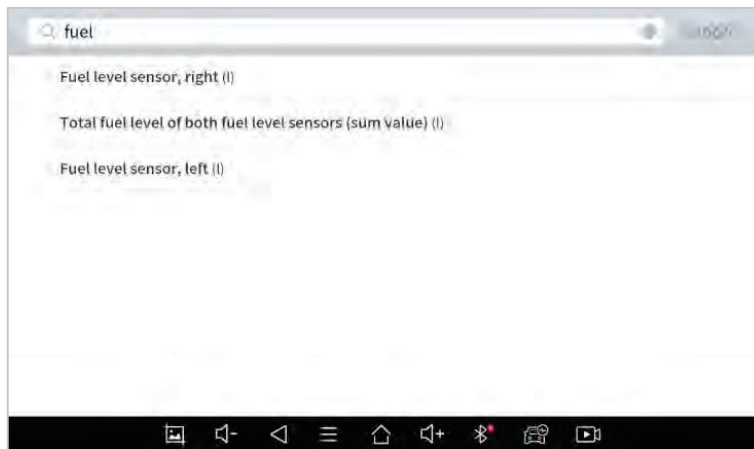 fuel
Fuel level sensor, right (l)
Total fuel level of both fuel level sensors (sum value) (l)
Fuel level sensor, left (l)